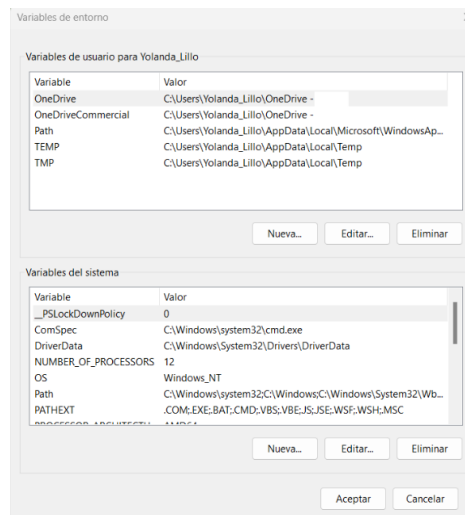 Variables de entorno
Variables de usuario para Yolanda_Lillo
Variable Valor
OneDrive C:\Users\Yolanda_Lillo\OneDrive -
OneDriveCommercial C:\Users\Yolanda_Lillo\OneDrive -
Path C:\Users\Yolanda_Lillo\AppData\Local\Microsoft\WindowsAp...
TEMP C:\Users\Yolanda_Lillo\AppData\Local\Temp
TMP C:\Users\Yolanda_Lillo\AppData\Local\Temp
Nueva... Editar... Eliminar
Variables del sistema
Variable Valor
__PSLockDownPolicy 0
ComSpec C:\Windows\system32\cmd.exe
DriverData C:\Windows\System32\Drivers\DriverData
NUMBER_OF_PROCESSORS 12
OS Windows_NT
Path C:\Windows\system32;C:\Windows;C:\Windows\System32\Wb...
PATHEXT .COM;.EXE;.BAT;.CMD;.VBS;.VBE;.JS;.JSE;.WSF;.WSH;.MSC
Nueva... Editar... Eliminar
Aceptar Cancelar